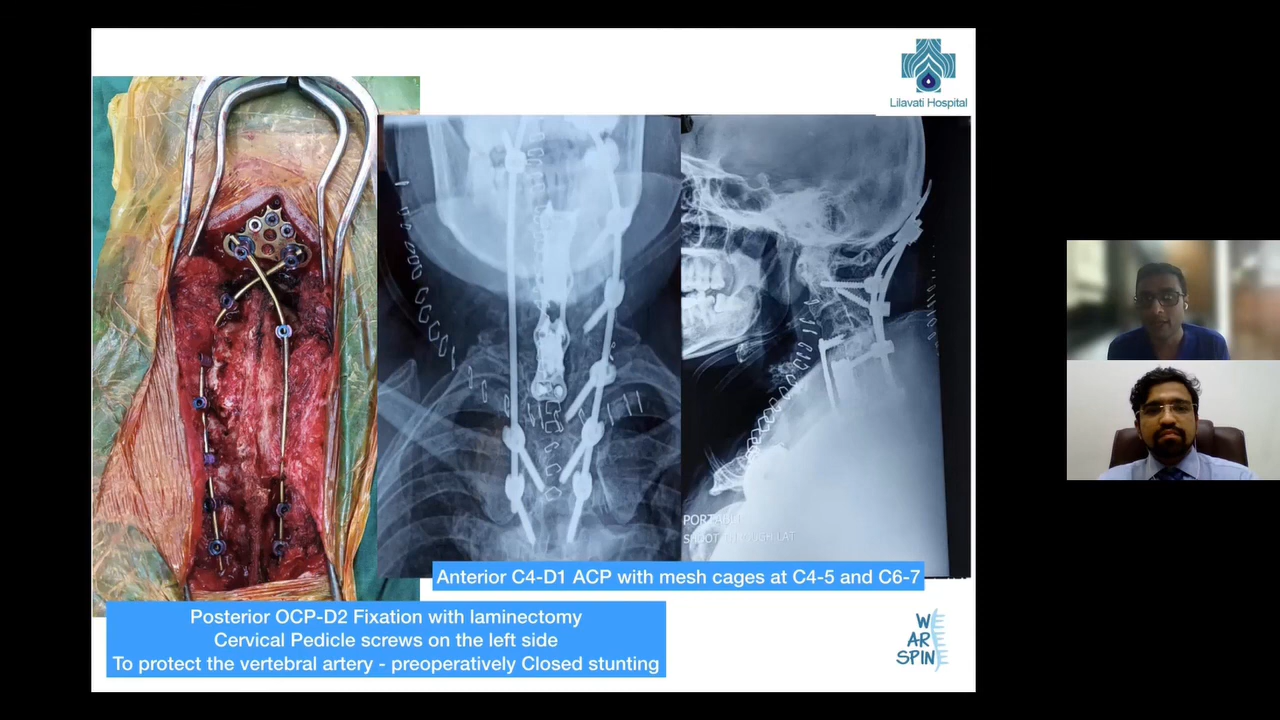 Lilavati Hospital
Anterior C4-D1 ACP with mesh cages at C4-5 and C6-7
Posterior OCP-D2 Fixation with laminectomy
Cervical Pedicle screws on the left side
To protect the vertebral artery - preoperatively Closed stunting
WE
ARE
SPINE